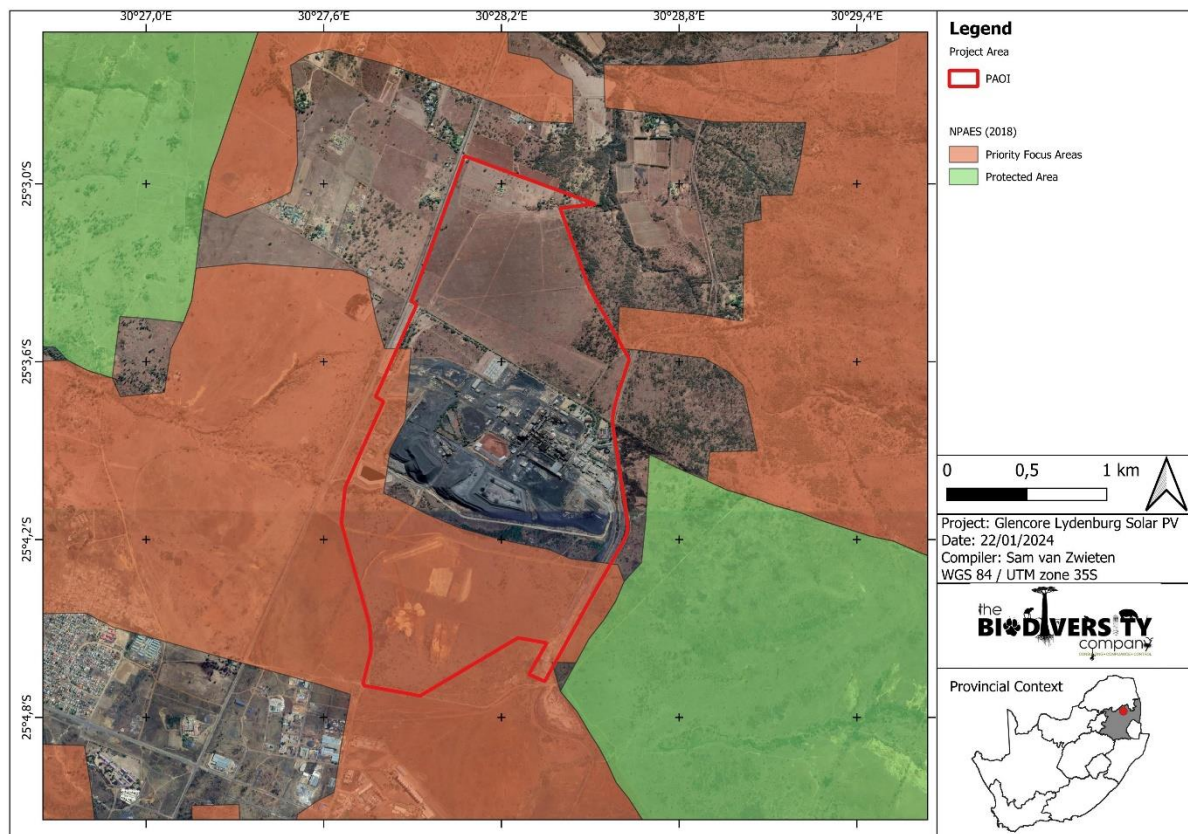 30°27,0'E 30°27,6'E 30°28,2'E 30°28,8'E 30°29,4'E
25°3,0'S
25°3,6'S
25°4,2'S
25°4,8'S
Legend
Project Area
PAOI
NPAES (2018)
Priority Focus Areas
Protected Area
0 0,5 1 km
Project: Glencore Lydenburg Solar PV
Date: 22/01/2024
Compiler: Sam van Zwieten
WGS 84 / UTM zone 35S
the
BIODIVERSITY
company
Provincial Context